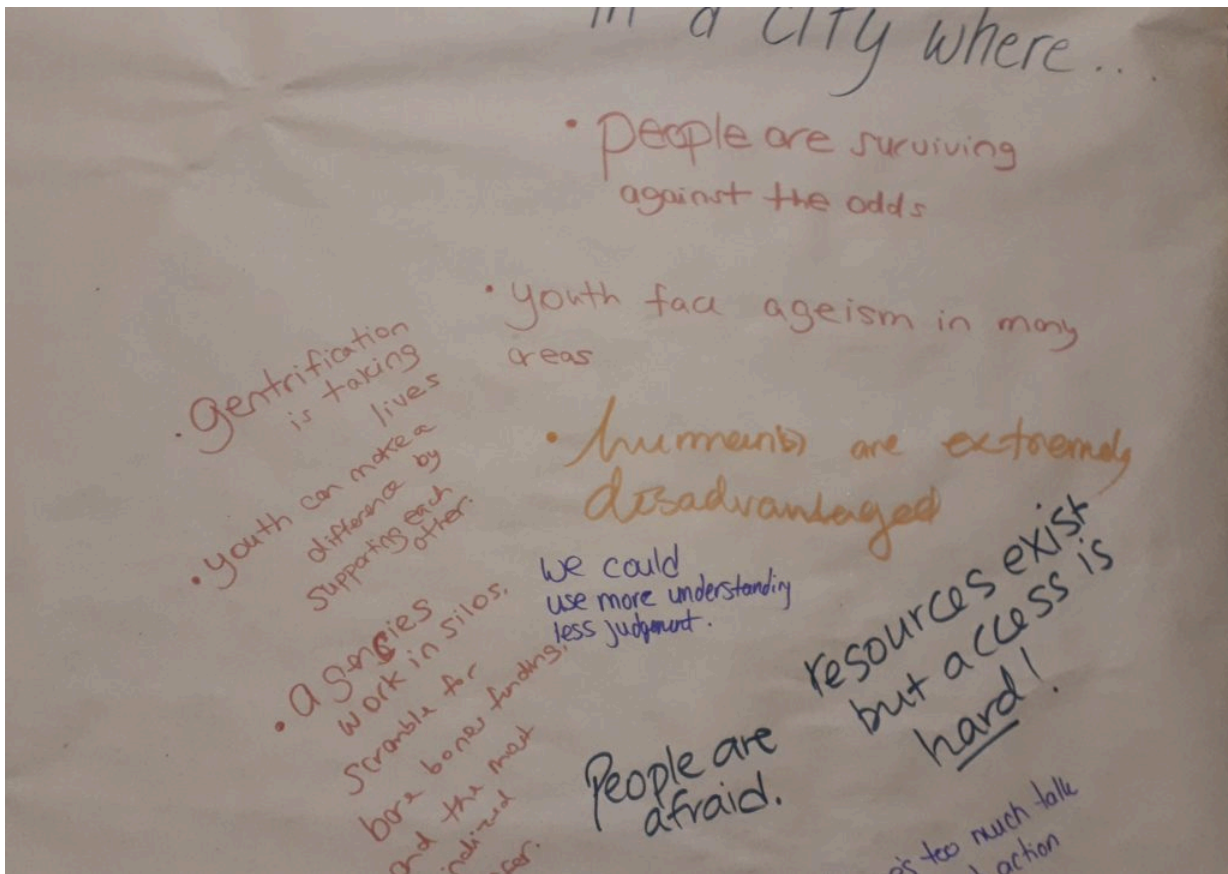 in a city where...
• people are surviving
against the odds
• youth face ageism in many
areas
• gentrification
is taking
lives
• humans are extremely
disadvantaged
• youth can make a
difference by
supporting each
other.
we could
use more understanding
less judgement.
resources exist
but access is
hard!
• agencies
work in silos,
scramble for
bare bones funding,
and the most
People are
afraid.
too much talk
action